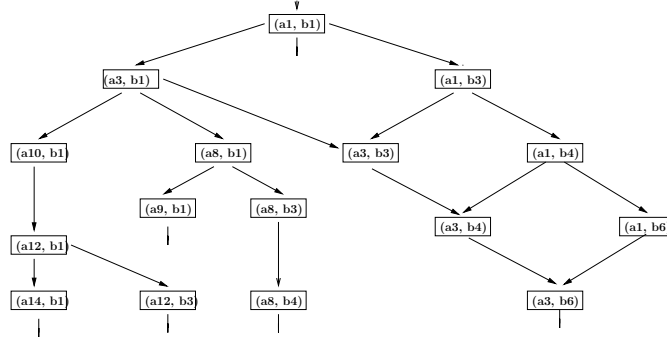 (a1, b1)
(a3, b1) (a1, b3)
(a10, b1) (a8, b1) (a3, b3) (a1, b4)
(a9, b1) (a8, b3) (a3, b4) (a1, b6
(a12, b1)
(a14, b1) (a12, b3) (a8, b4) (a3, b6)